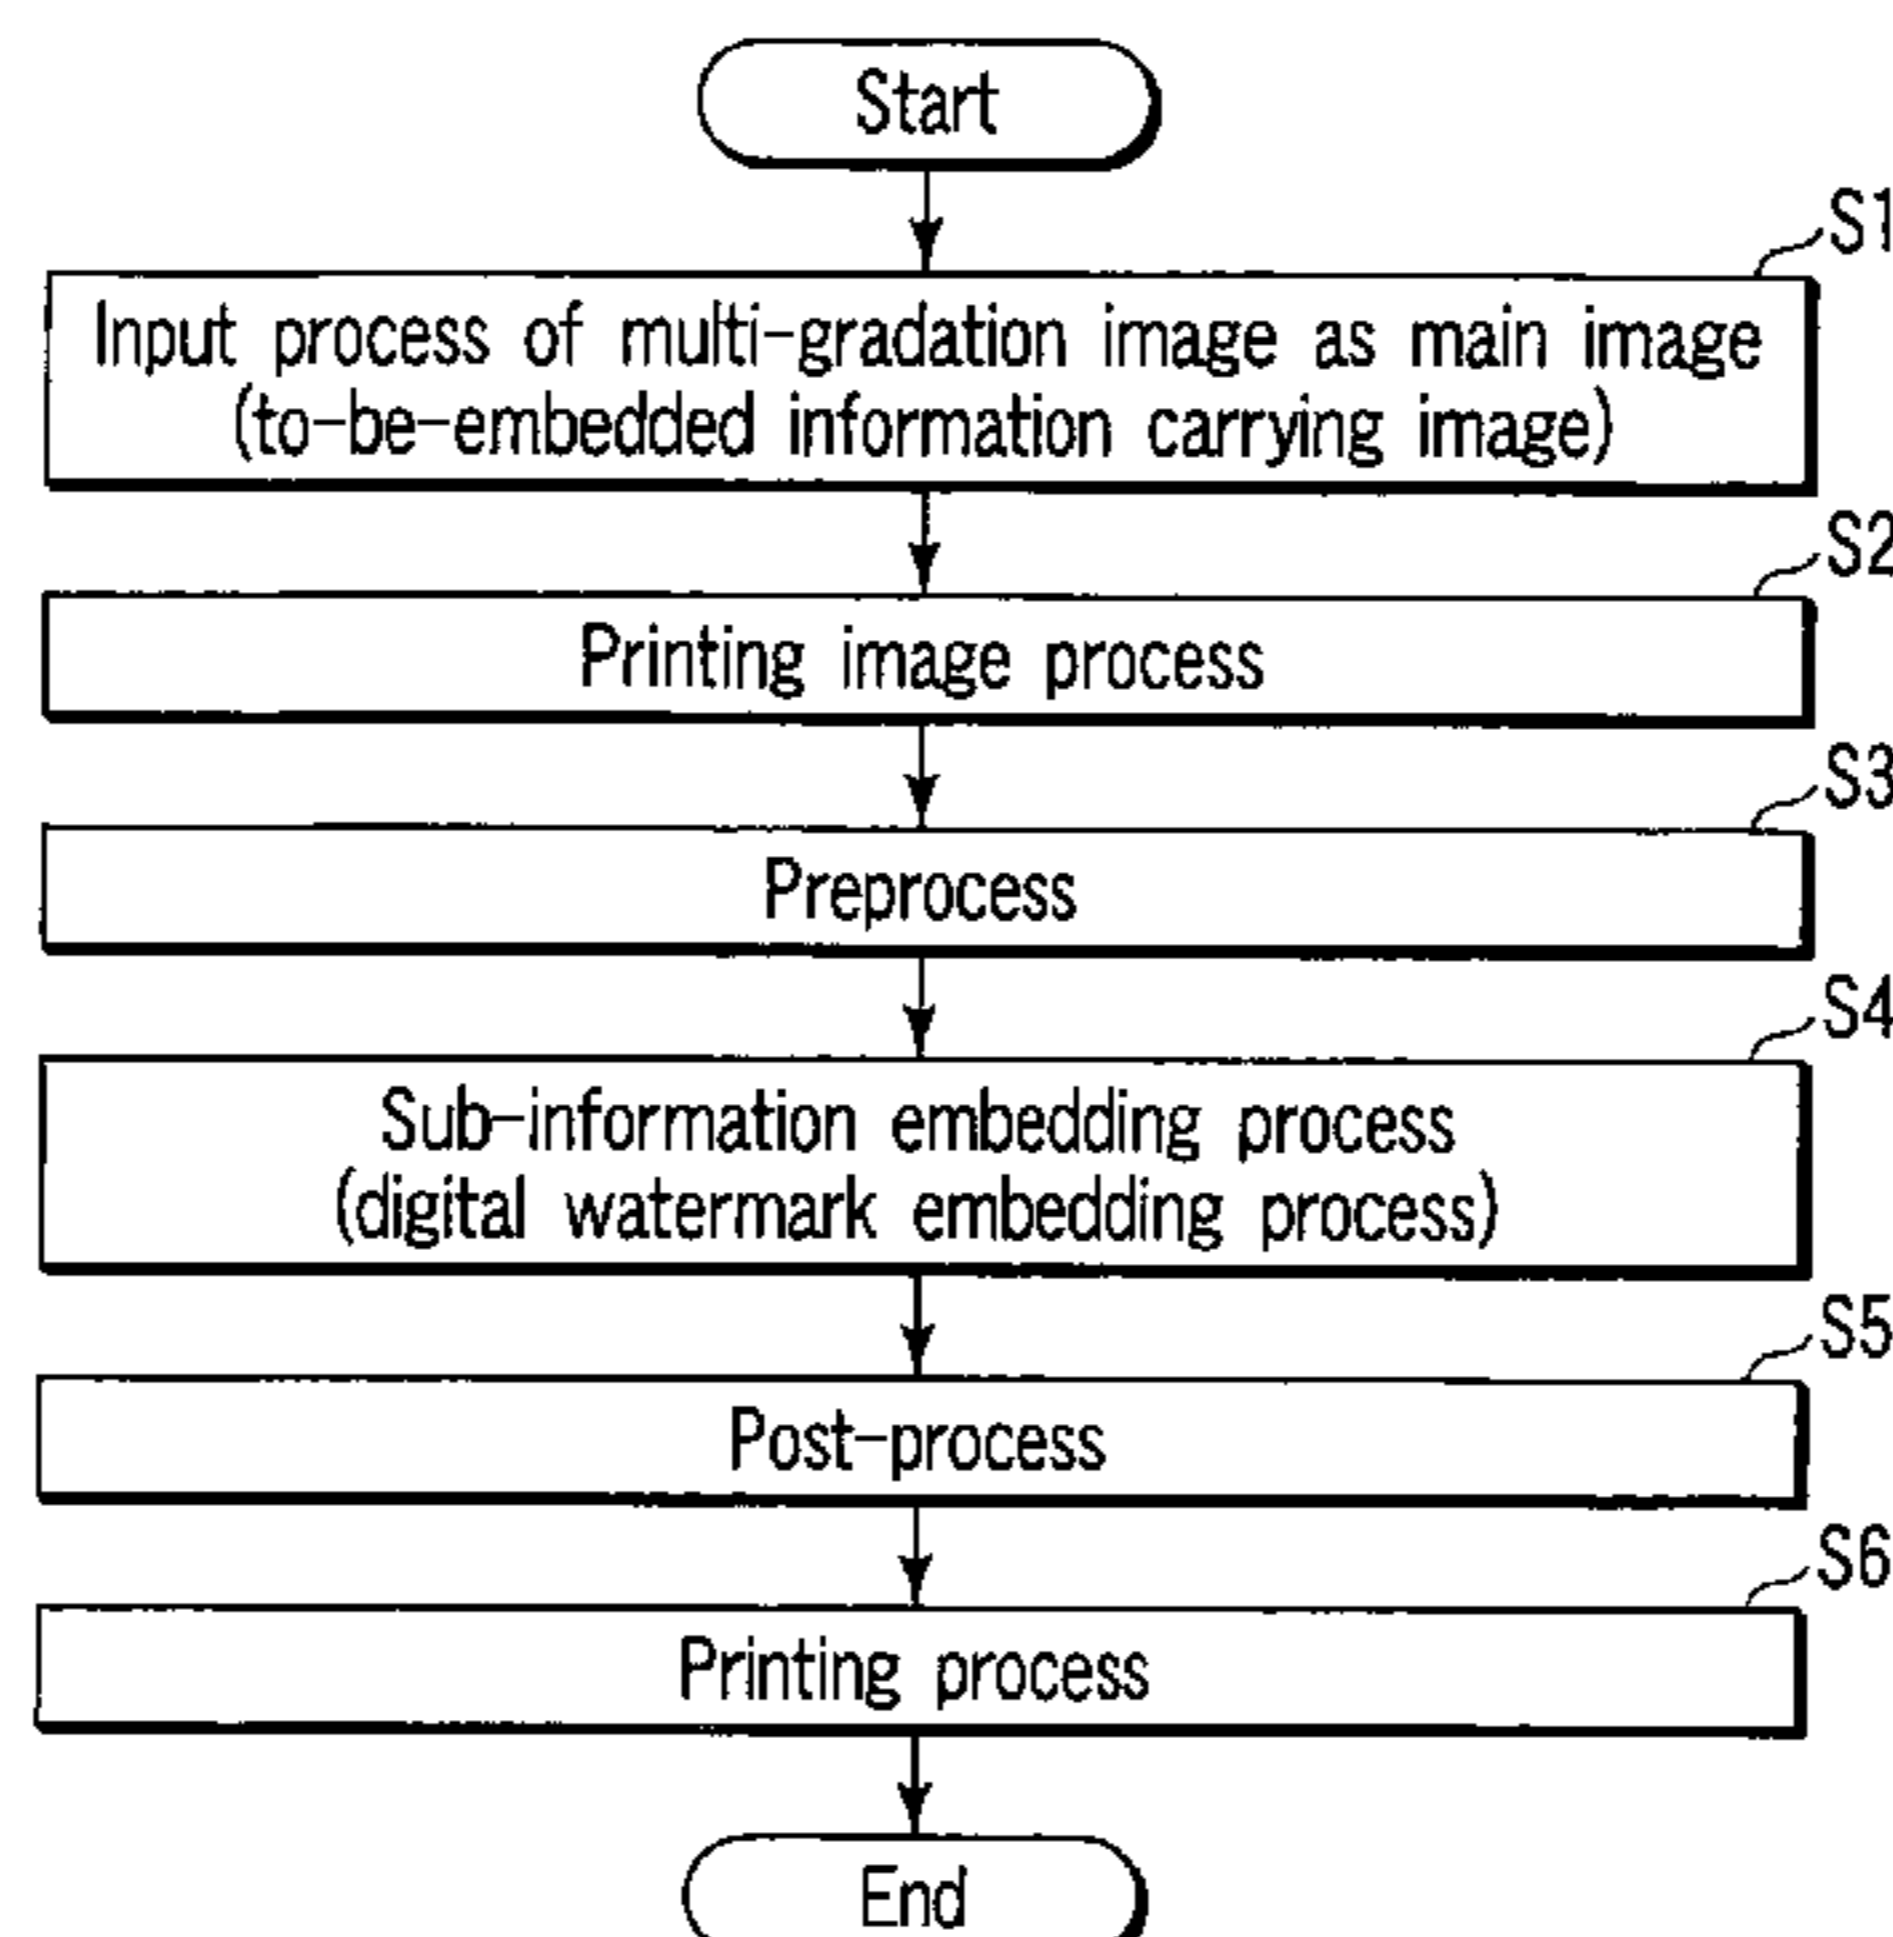 Start
S1
Input process of multi-gradation image as main image
(to-be-embedded information carrying image)
S2
Printing image process
S3
Preprocess
S4
Sub-information embedding process
(digital watermark embedding process)
S5
Post-process
S6
Printing process
End